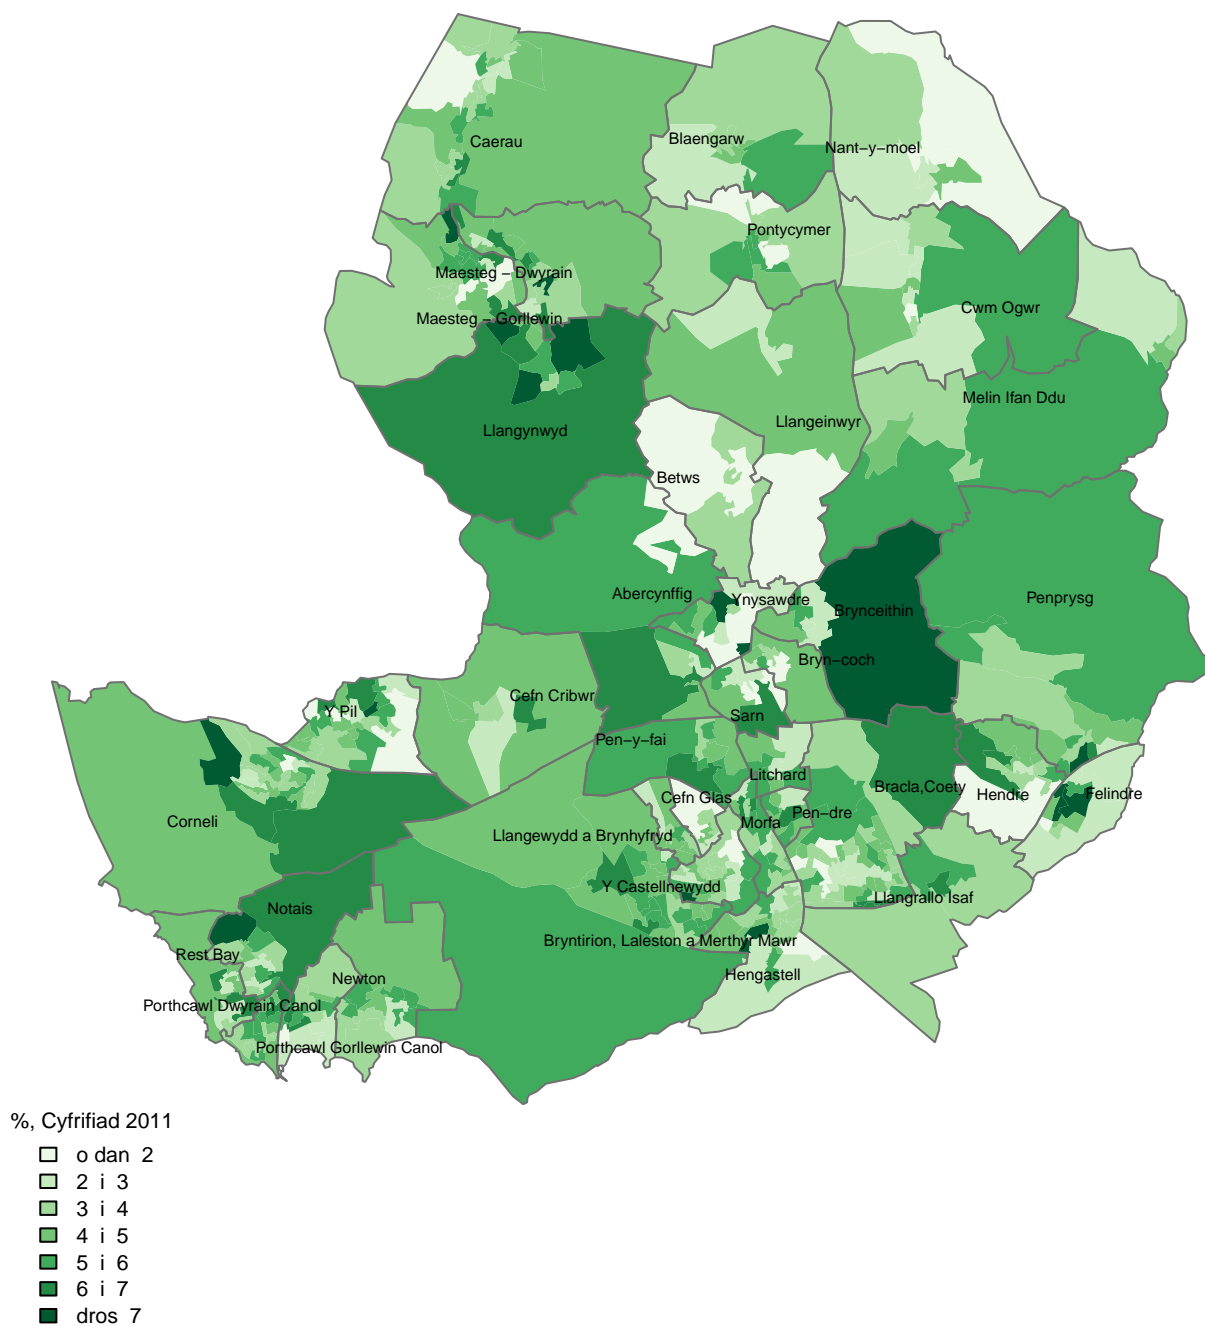 Caerau
Blaengarw
Nant-y-moel
Pontycymer
Maesteg - Dwyrain
Cwm Ogwr
Maesteg - Gorllewin
Melin Ifan Ddu
Llangeinwyr
Llangynwyd
Betws
Abercynffig
Ynysawdre
Penprysg
Brynceithin
Bryn-coch
Cefn Cribwr
Y Pil
Sarn
Pen-y-fai
Litchard
Bracla,Coety
Hendre
Felindre
Cefn Glas
Pen-dre
Corneli
Morfa
Llangewydd a Brynhyfryd
Y Castellnewydd
Llangrallo Isaf
Notais
Bryntirion, Laleston a Merthyr Mawr
Rest Bay
Hengastell
Newton
Porthcawl Dwyrain Canol
Porthcawl Gorllewin Canol
%, Cyfrifiad 2011
o dan 2
2 i 3
3 i 4
4 i 5
5 i 6
6 i 7
dros 7